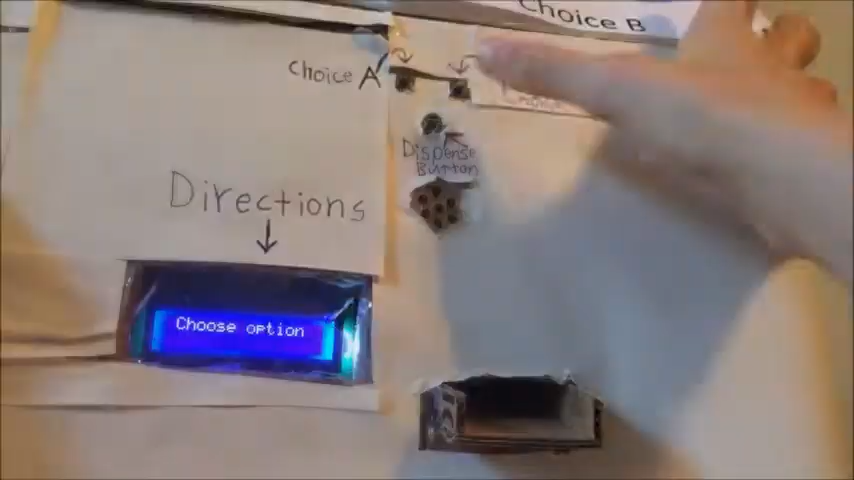 Choice B
Choice A
Dispense
Button
Directions
Choose option